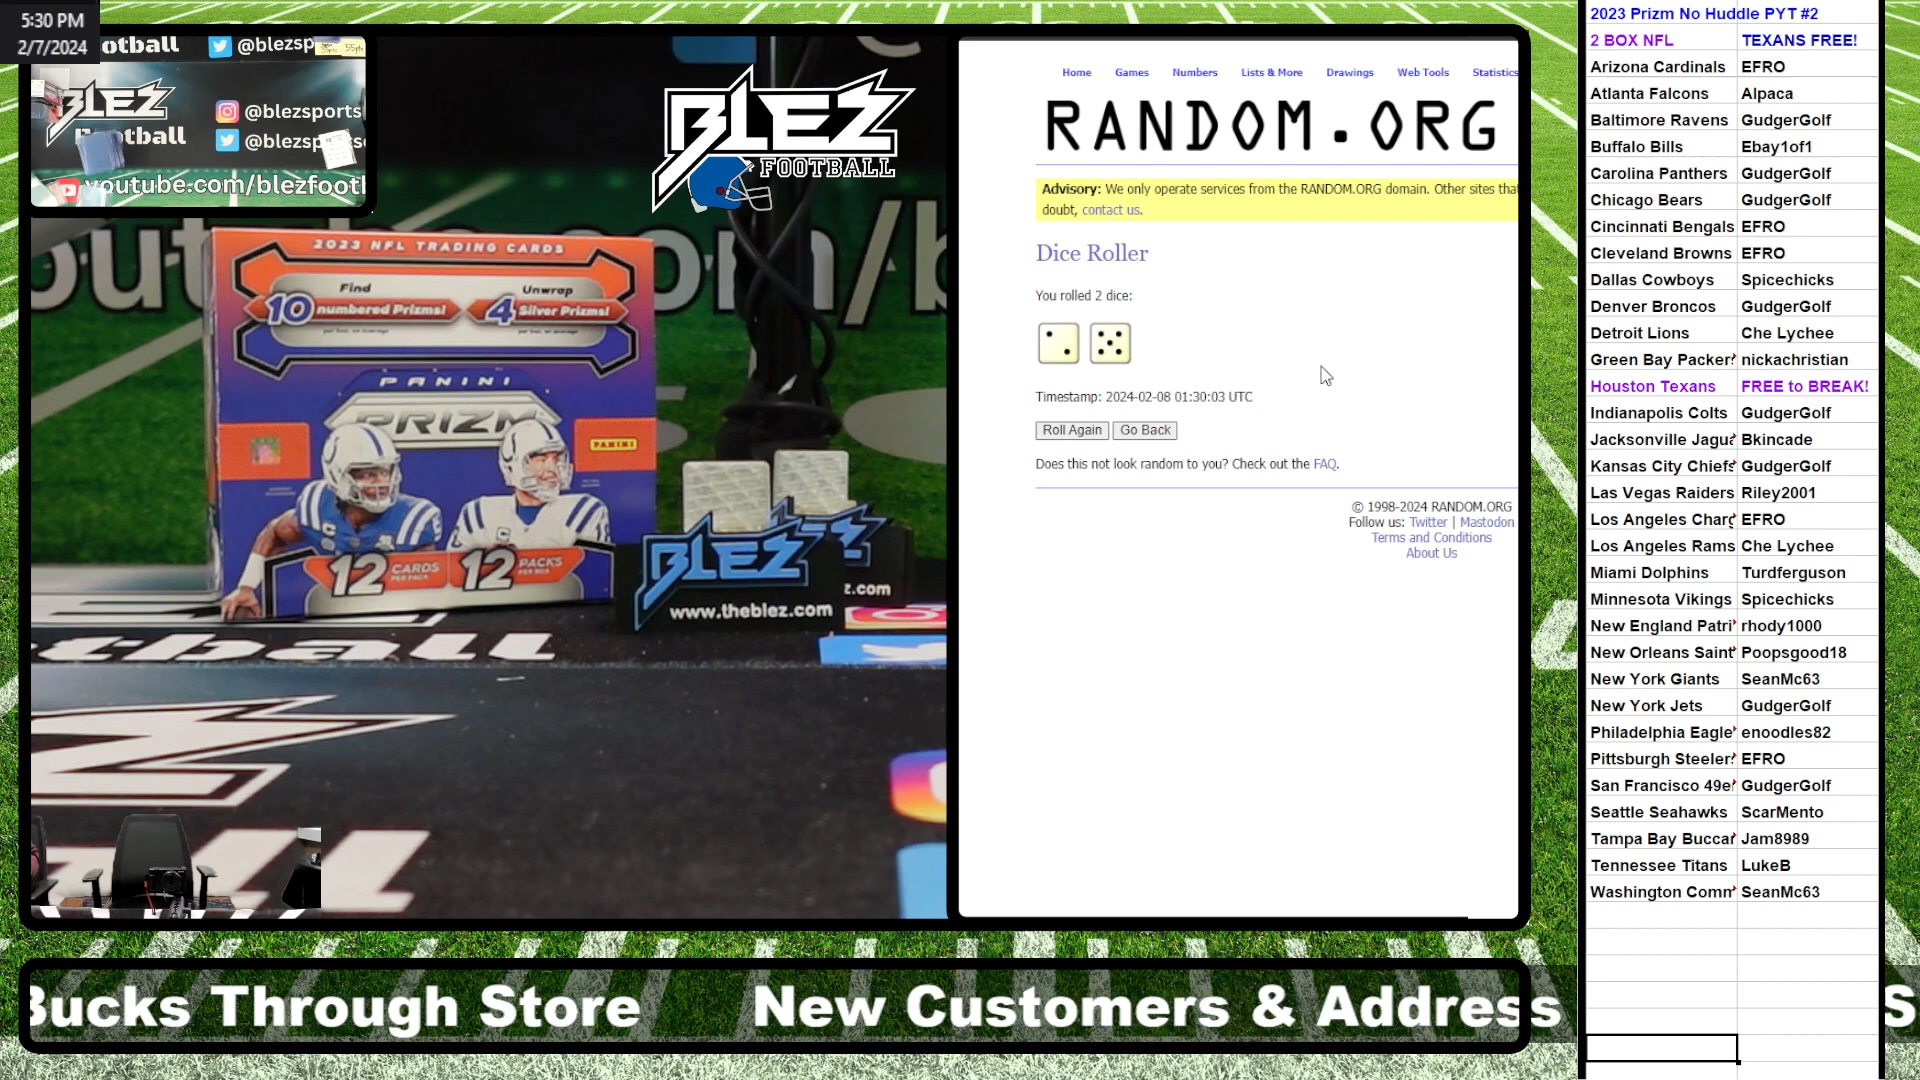 5:30 PM
2/7/2024
otball
@blezsp
55pt
BLEZ
@blezsports
@blezsp
youtube.com/blezfootl
BLEZ
FOOTBALL
2023 NFL TRADING CARDS
Find
10 numbered Prizms!
Unwrap
4 Silver Prizms!
PANINI
PRIZM
PANINI
12 CARDS PER PACK
12 PACKS PER BOX
BLEZ
www.theblez.com
z.com
tball
Home Games Numbers Lists & More Drawings Web Tools Statistics
RANDOM.ORG
Advisory: We only operate services from the RANDOM.ORG domain. Other sites that
doubt, contact us.
Dice Roller
You rolled 2 dice:
Timestamp: 2024-02-08 01:30:03 UTC
Roll Again Go Back
Does this not look random to you? Check out the FAQ.
© 1998-2024 RANDOM.ORG
Follow us: Twitter | Mastodon
Terms and Conditions
About Us
2023 Prizm No Huddle PYT #2
2 BOX NFL TEXANS FREE!
Arizona Cardinals EFRO
Atlanta Falcons Alpaca
Baltimore Ravens GudgerGolf
Buffalo Bills Ebay1of1
Carolina Panthers GudgerGolf
Chicago Bears GudgerGolf
Cincinnati Bengals EFRO
Cleveland Browns EFRO
Dallas Cowboys Spicechicks
Denver Broncos GudgerGolf
Detroit Lions Che Lychee
Green Bay Packer nickachristian
Houston Texans FREE to BREAK!
Indianapolis Colts GudgerGolf
Jacksonville Jagua Bkincade
Kansas City Chiefs GudgerGolf
Las Vegas Raiders Riley2001
Los Angeles Charg EFRO
Los Angeles Rams Che Lychee
Miami Dolphins Turdferguson
Minnesota Vikings Spicechicks
New England Patri rhody1000
New Orleans Saint Poopsgood18
New York Giants SeanMc63
New York Jets GudgerGolf
Philadelphia Eagle enoodles82
Pittsburgh Steeler EFRO
San Francisco 49e GudgerGolf
Seattle Seahawks ScarMento
Tampa Bay Buccan Jam8989
Tennessee Titans LukeB
Washington Comm SeanMc63
Bucks Through Store New Customers & Address S